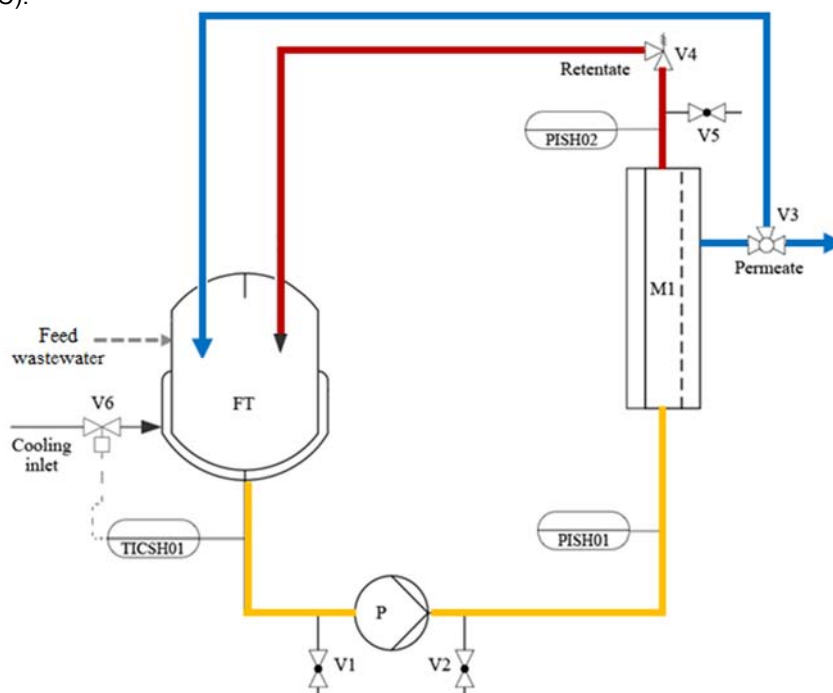 C).
V4
Retentate
PISH02
V5
V3
Permeate
M1
Feed
wastewater
FT
V6
Cooling
inlet
TICSH01
PISH01
P
V1
V2